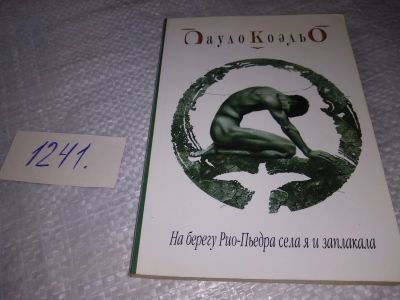 Пауло Коэльо
1241.
На берегу Рио-Пьедра села я и заплакала